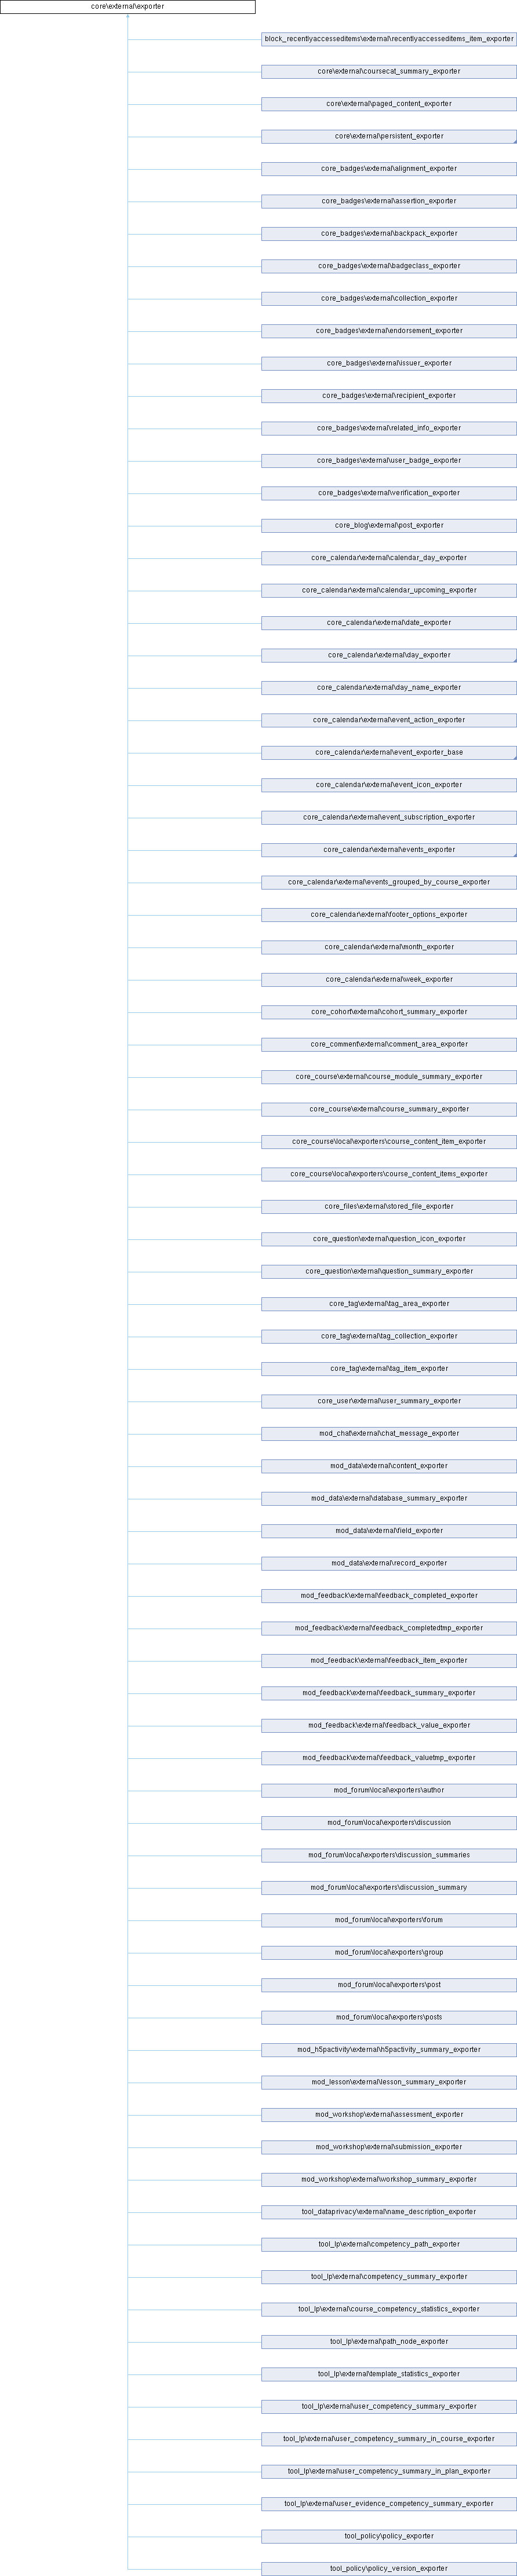 core\external\exporter
block_recentlyaccesseditems\external\recentlyaccesseditems_item_exporter
core\external\coursecat_summary_exporter
core\external\paged_content_exporter
core\external\persistent_exporter
core_badges\external\alignment_exporter
core_badges\external\assertion_exporter
core_badges\external\backpack_exporter
core_badges\external\badgeclass_exporter
core_badges\external\collection_exporter
core_badges\external\endorsement_exporter
core_badges\external\issuer_exporter
core_badges\external\recipient_exporter
core_badges\external\related_info_exporter
core_badges\external\user_badge_exporter
core_badges\external\verification_exporter
core_blog\external\post_exporter
core_calendar\external\calendar_day_exporter
core_calendar\external\calendar_upcoming_exporter
core_calendar\external\date_exporter
core_calendar\external\day_exporter
core_calendar\external\day_name_exporter
core_calendar\external\event_action_exporter
core_calendar\external\event_exporter_base
core_calendar\external\event_icon_exporter
core_calendar\external\event_subscription_exporter
core_calendar\external\events_exporter
core_calendar\external\events_grouped_by_course_exporter
core_calendar\external\footer_options_exporter
core_calendar\external\month_exporter
core_calendar\external\week_exporter
core_cohort\external\cohort_summary_exporter
core_comment\external\comment_area_exporter
core_course\external\course_module_summary_exporter
core_course\external\course_summary_exporter
core_course\local\exporters\course_content_item_exporter
core_course\local\exporters\course_content_items_exporter
core_files\external\stored_file_exporter
core_question\external\question_icon_exporter
core_question\external\question_summary_exporter
core_tag\external\tag_area_exporter
core_tag\external\tag_collection_exporter
core_tag\external\tag_item_exporter
core_user\external\user_summary_exporter
mod_chat\external\chat_message_exporter
mod_data\external\content_exporter
mod_data\external\database_summary_exporter
mod_data\external\field_exporter
mod_data\external\record_exporter
mod_feedback\external\feedback_completed_exporter
mod_feedback\external\feedback_completedtmp_exporter
mod_feedback\external\feedback_item_exporter
mod_feedback\external\feedback_summary_exporter
mod_feedback\external\feedback_value_exporter
mod_feedback\external\feedback_valuetmp_exporter
mod_forum\local\exporters\author
mod_forum\local\exporters\discussion
mod_forum\local\exporters\discussion_summaries
mod_forum\local\exporters\discussion_summary
mod_forum\local\exporters\forum
mod_forum\local\exporters\group
mod_forum\local\exporters\post
mod_forum\local\exporters\posts
mod_h5pactivity\external\h5pactivity_summary_exporter
mod_lesson\external\lesson_summary_exporter
mod_workshop\external\assessment_exporter
mod_workshop\external\submission_exporter
mod_workshop\external\workshop_summary_exporter
tool_dataprivacy\external\name_description_exporter
tool_lp\external\competency_path_exporter
tool_lp\external\competency_summary_exporter
tool_lp\external\course_competency_statistics_exporter
tool_lp\external\path_node_exporter
tool_lp\external\template_statistics_exporter
tool_lp\external\user_competency_summary_exporter
tool_lp\external\user_competency_summary_in_course_exporter
tool_lp\external\user_competency_summary_in_plan_exporter
tool_lp\external\user_evidence_competency_summary_exporter
tool_policy\policy_exporter
tool_policy\policy_version_exporter